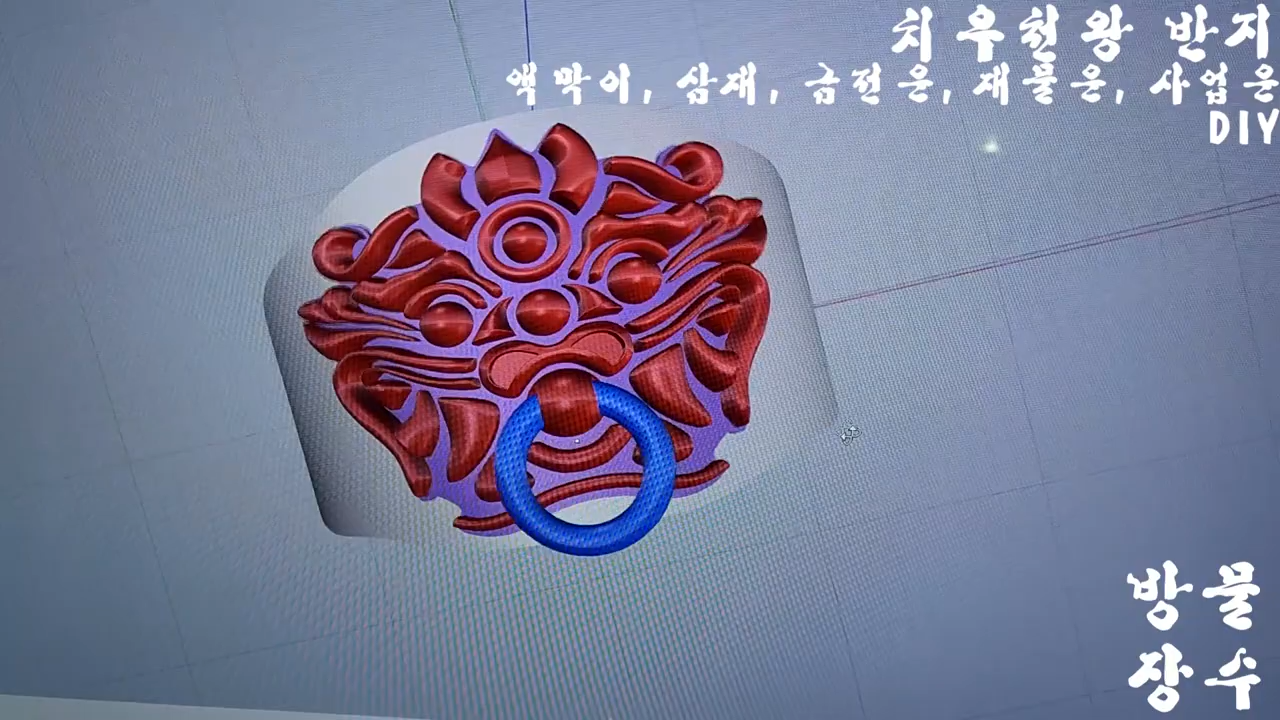 치우천왕 반지
액막이, 삼재, 금전운, 재물운, 사업운
DIY
방물
장수